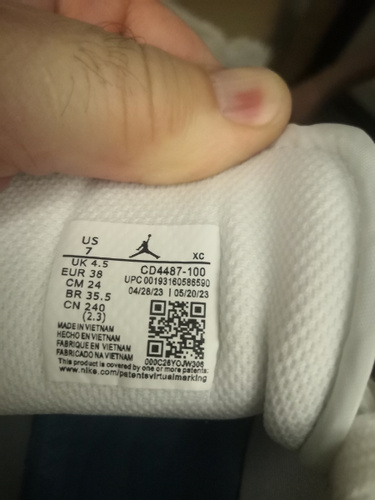 US
7
XC
UK 4.5
EUR 38
CM 24
BR 35.5
CN 240
(2.3)
CD4487-100
UPC 00193160586590
04/28/23 | 05/20/23
MADE IN VIETNAM
HECHO EN VIETNAM
FABRIQUE EN VIETNAM
FABRICADO NA VIETNAM
000C28YOJW306
This product is covered by one or more patents:
www.nike.com/patentsvirtualmarking